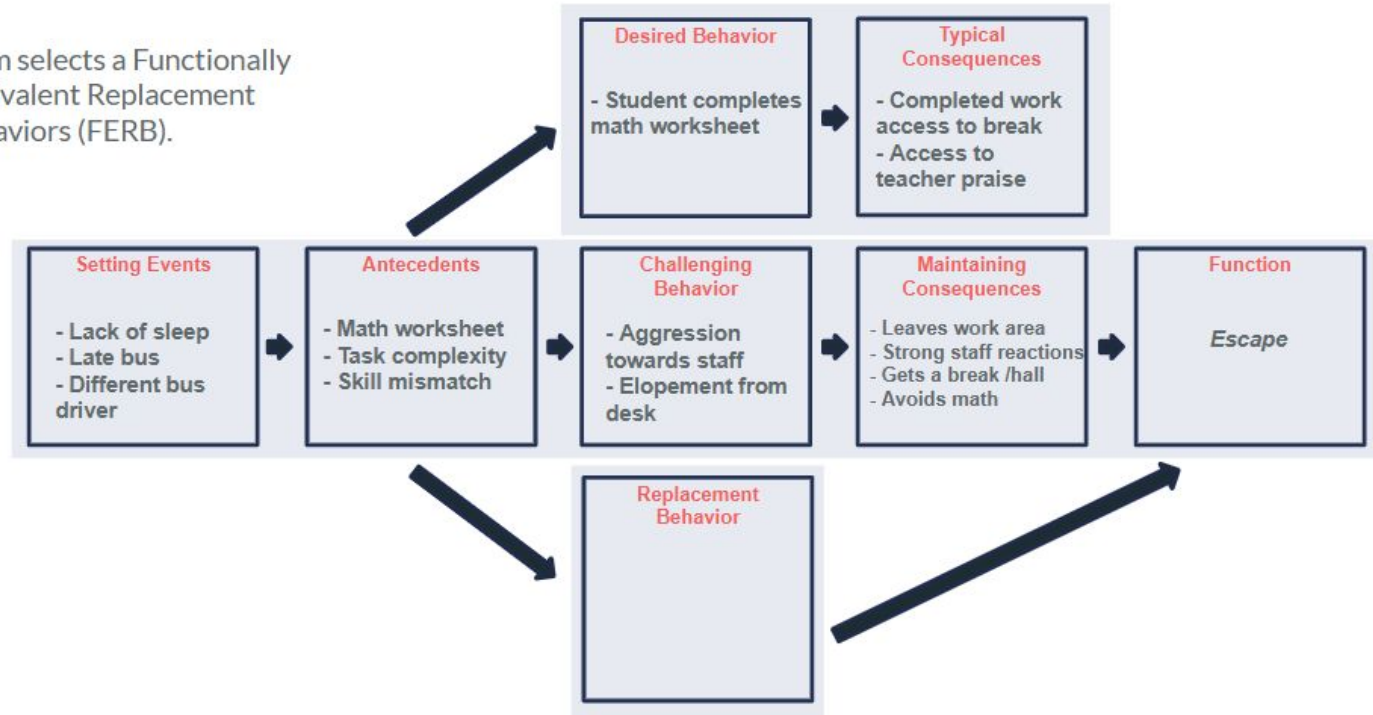 m selects a Functionally
valent Replacement
aviors (FERB).
Desired Behavior
- Student completes
math worksheet
Typical
Consequences
- Completed work
access to break
- Access to
teacher praise
Setting Events
- Lack of sleep
- Late bus
- Different bus
driver
Antecedents
- Math worksheet
- Task complexity
- Skill mismatch
Challenging
Behavior
- Aggression
towards staff
- Elopement from
desk
Maintaining
Consequences
- Leaves work area
- Strong staff reactions
- Gets a break /hall
- Avoids math
Function
Escape
Replacement
Behavior